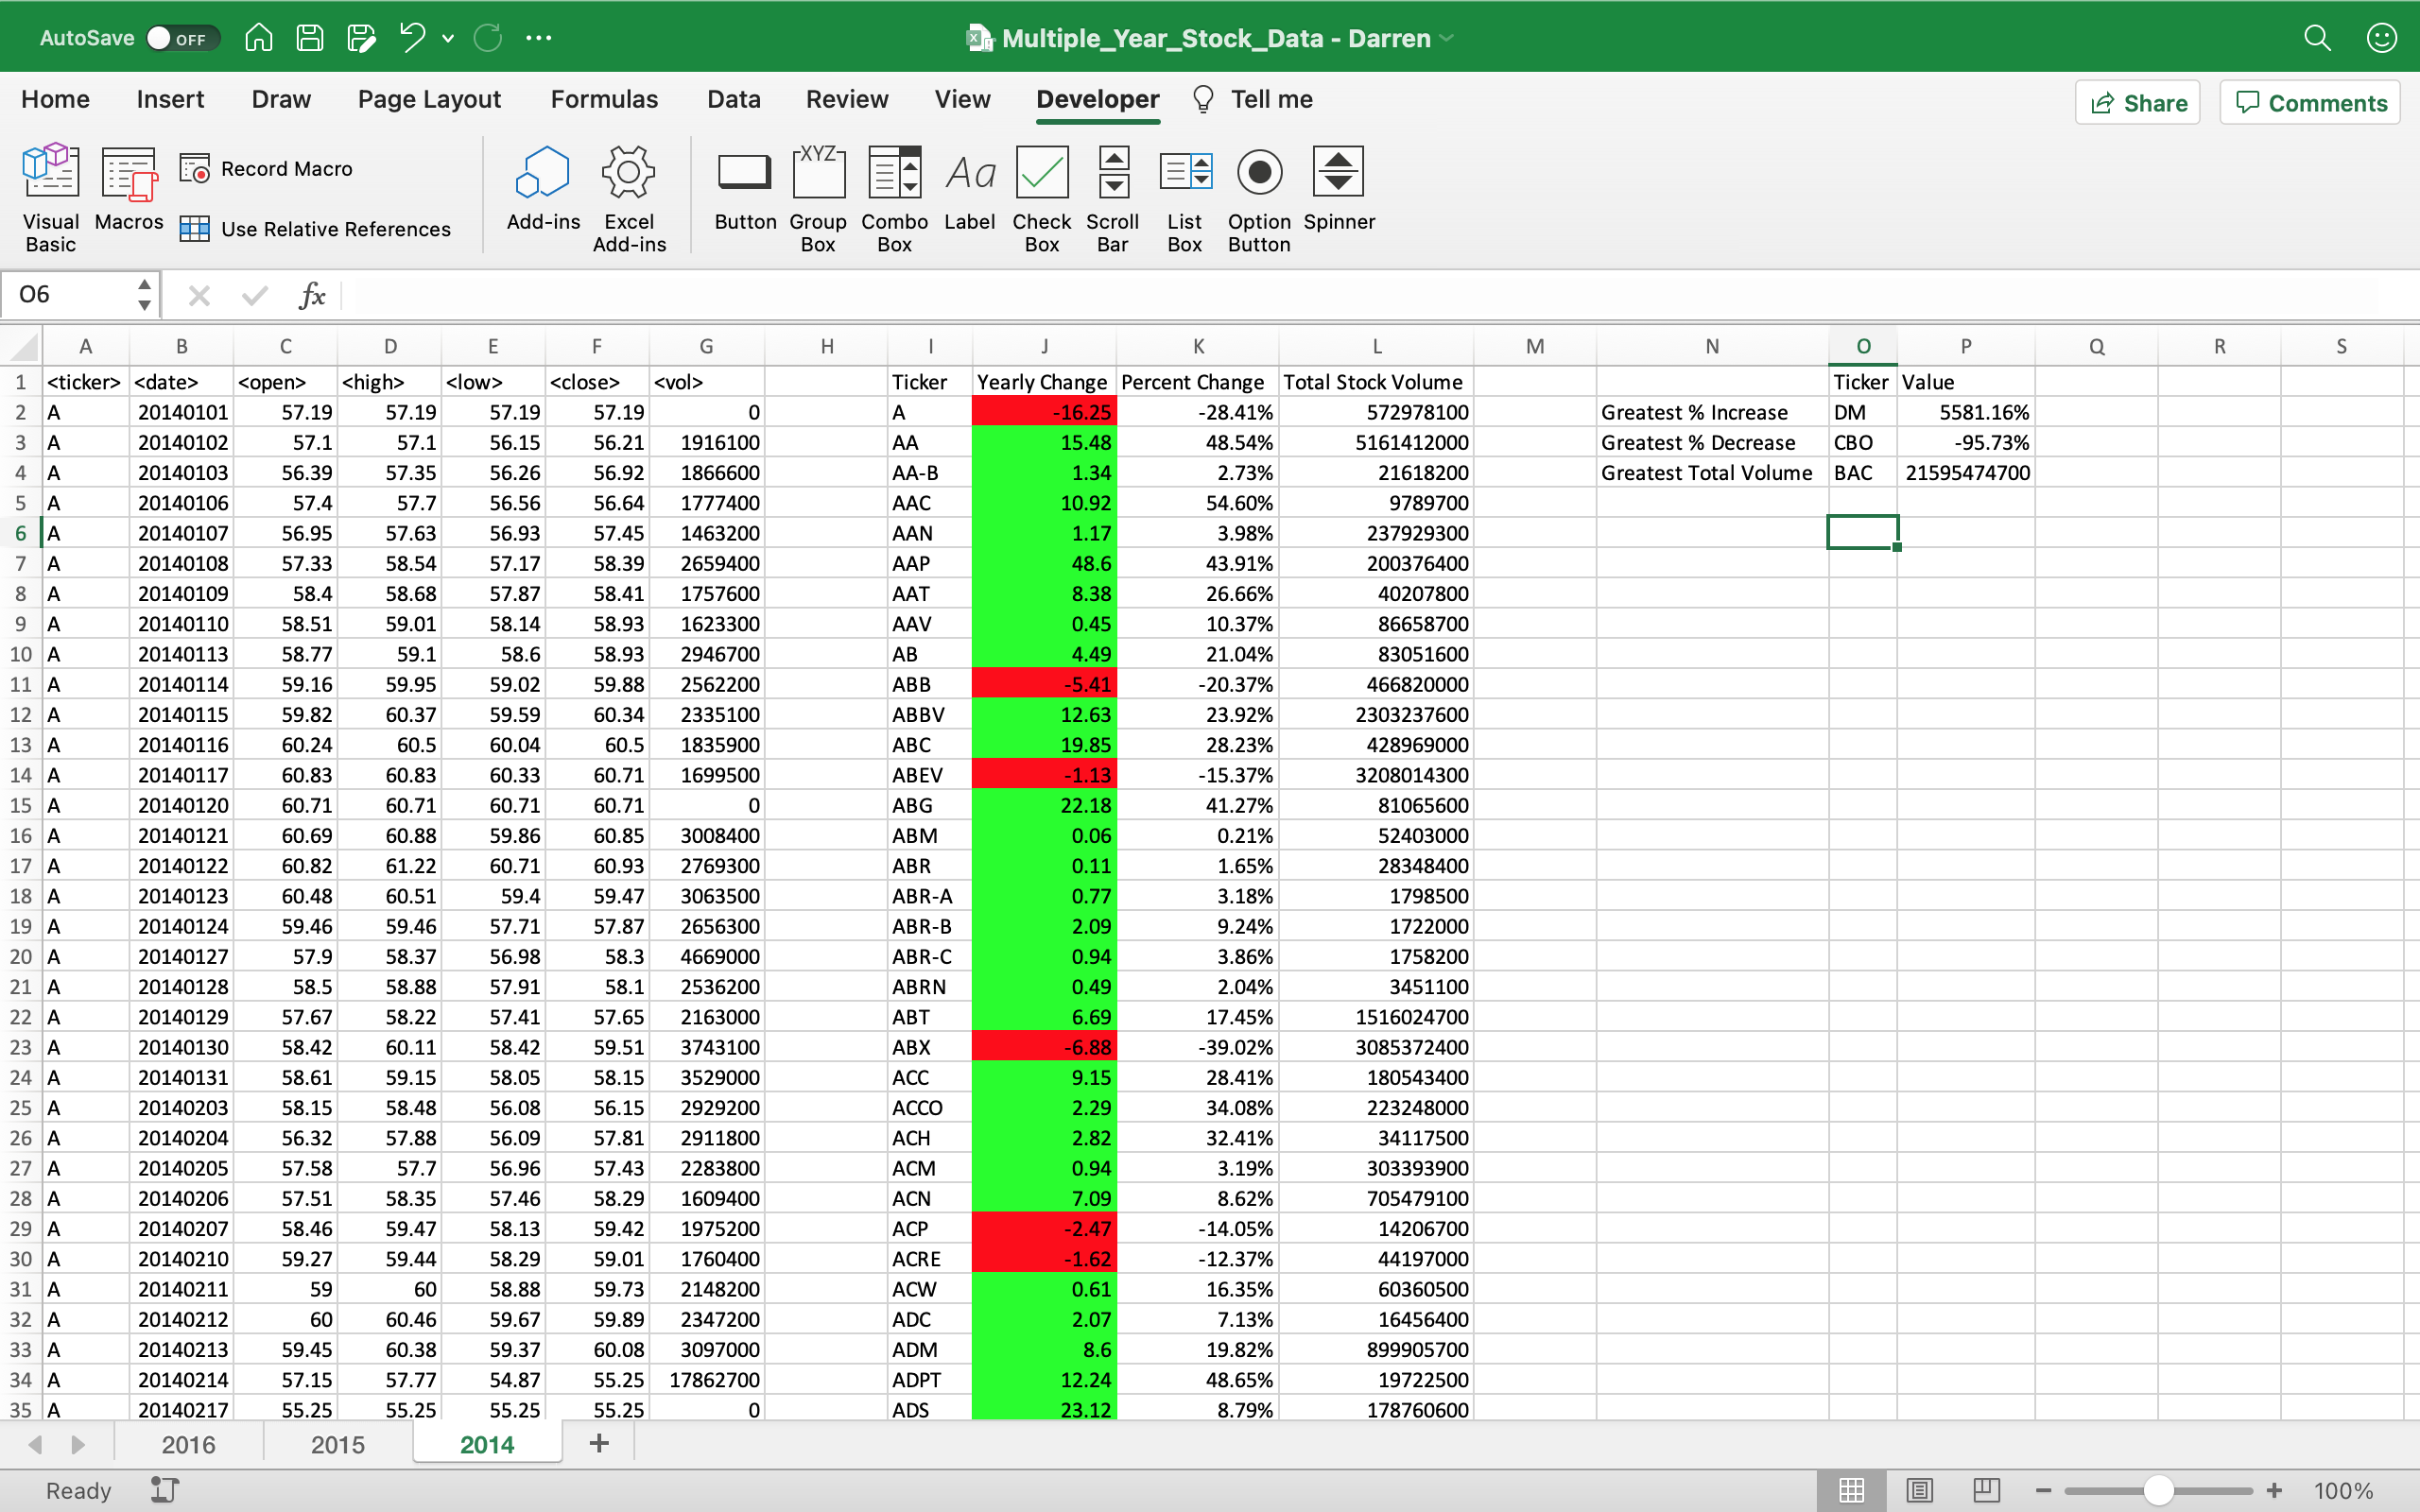 AutoSave OFF Multiple_Year_Stock_Data - Darren
Home Insert Draw Page Layout Formulas Data Review View Developer Tell me Share Comments
Visual Basic Macros Record Macro Use Relative References Add-ins Excel Add-ins Button XYZ Group Box Combo Box Aa Label Check Box Scroll Bar List Box Option Button Spinner
O6 fx
A B C D E F G H I J K L M N O P Q R S
1 <ticker> <date> <open> <high> <low> <close> <vol> Ticker Yearly Change Percent Change Total Stock Volume Ticker Value
2 A 20140101 57.19 57.19 57.19 57.19 0 A -16.25 -28.41% 572978100 Greatest % Increase DM 5581.16%
3 A 20140102 57.1 57.1 56.15 56.21 1916100 AA 15.48 48.54% 5161412000 Greatest % Decrease CBO -95.73%
4 A 20140103 56.39 57.35 56.26 56.92 1866600 AA-B 1.34 2.73% 21618200 Greatest Total Volume BAC 21595474700
5 A 20140106 57.4 57.7 56.56 56.64 1777400 AAC 10.92 54.60% 9789700
6 A 20140107 56.95 57.63 56.93 57.45 1463200 AAN 1.17 3.98% 237929300
7 A 20140108 57.33 58.54 57.17 58.39 2659400 AAP 48.6 43.91% 200376400
8 A 20140109 58.4 58.68 57.87 58.41 1757600 AAT 8.38 26.66% 40207800
9 A 20140110 58.51 59.01 58.14 58.93 1623300 AAV 0.45 10.37% 86658700
10 A 20140113 58.77 59.1 58.6 58.93 2946700 AB 4.49 21.04% 83051600
11 A 20140114 59.16 59.95 59.02 59.88 2562200 ABB -5.41 -20.37% 466820000
12 A 20140115 59.82 60.37 59.59 60.34 2335100 ABBV 12.63 23.92% 2303237600
13 A 20140116 60.24 60.5 60.04 60.5 1835900 ABC 19.85 28.23% 428969000
14 A 20140117 60.83 60.83 60.33 60.71 1699500 ABEV -1.13 -15.37% 3208014300
15 A 20140120 60.71 60.71 60.71 60.71 0 ABG 22.18 41.27% 81065600
16 A 20140121 60.69 60.88 59.86 60.85 3008400 ABM 0.06 0.21% 52403000
17 A 20140122 60.82 61.22 60.71 60.93 2769300 ABR 0.11 1.65% 28348400
18 A 20140123 60.48 60.51 59.4 59.47 3063500 ABR-A 0.77 3.18% 1798500
19 A 20140124 59.46 59.46 57.71 57.87 2656300 ABR-B 2.09 9.24% 1722000
20 A 20140127 57.9 58.37 56.98 58.3 4669000 ABR-C 0.94 3.86% 1758200
21 A 20140128 58.5 58.88 57.91 58.1 2536200 ABRN 0.49 2.04% 3451100
22 A 20140129 57.67 58.22 57.41 57.65 2163000 ABT 6.69 17.45% 1516024700
23 A 20140130 58.42 60.11 58.42 59.51 3743100 ABX -6.88 -39.02% 3085372400
24 A 20140131 58.61 59.15 58.05 58.15 3529000 ACC 9.15 28.41% 180543400
25 A 20140203 58.15 58.48 56.08 56.15 2929200 ACCO 2.29 34.08% 223248000
26 A 20140204 56.32 57.88 56.09 57.81 2911800 ACH 2.82 32.41% 34117500
27 A 20140205 57.58 57.7 56.96 57.43 2283800 ACM 0.94 3.19% 303393900
28 A 20140206 57.51 58.35 57.46 58.29 1609400 ACN 7.09 8.62% 705479100
29 A 20140207 58.46 59.47 58.13 59.42 1975200 ACP -2.47 -14.05% 14206700
30 A 20140210 59.27 59.44 58.29 59.01 1760400 ACRE -1.62 -12.37% 44197000
31 A 20140211 59 60 58.88 59.73 2148200 ACW 0.61 16.35% 60360500
32 A 20140212 60 60.46 59.67 59.89 2347200 ADC 2.07 7.13% 16456400
33 A 20140213 59.45 60.38 59.37 60.08 3097000 ADM 8.6 19.82% 899905700
34 A 20140214 57.15 57.77 54.87 55.25 17862700 ADPT 12.24 48.65% 19722500
35 A 20140217 55.25 55.25 55.25 55.25 0 ADS 23.12 8.79% 178760600
2016 2015 2014
Ready 100%